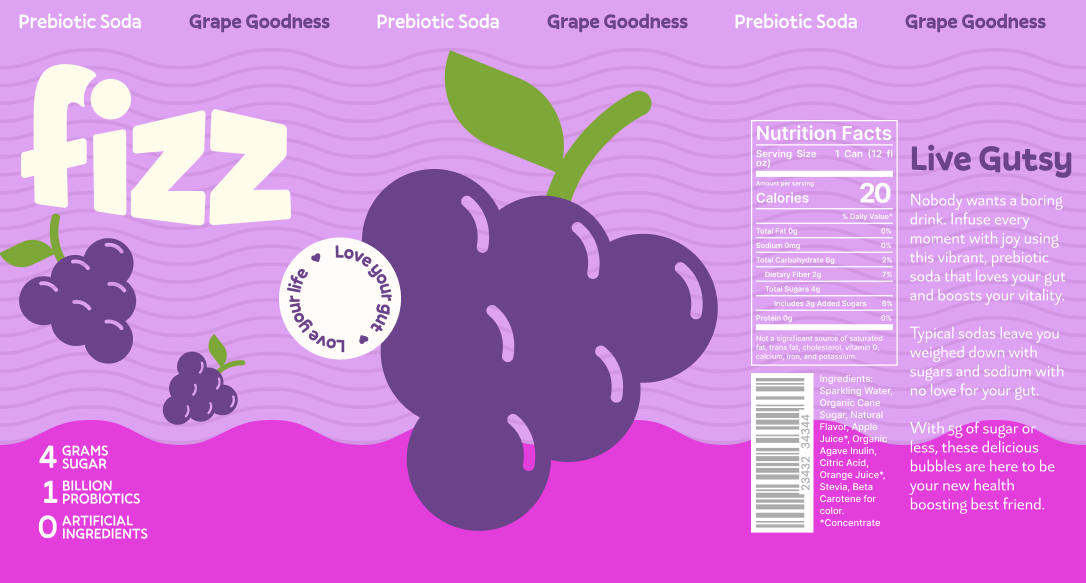 Prebiotic Soda Grape Goodness Prebiotic Soda Grape Goodness Prebiotic Soda Grape Goodness
fizz
Love your gut
Love your life
4 GRAMS
SUGAR
1 BILLION
PROBIOTICS
0 ARTIFICIAL
INGREDIENTS
Nutrition Facts
Serving Size 1 Can (12 fl
oz)
Amount per serving
Calories 20
% Daily Value*
Total Fat 0g 0%
Sodium 0mg 0%
Total Carbohydrate 6g 2%
Dietary Fiber 2g 7%
Total Sugars 4g
Includes 3g Added Sugars 6%
Protein 0g 0%
Not a significant source of saturated
fat, trans fat, cholesterol, vitamin D,
calcium, iron, and potassium.
23432 34344
Ingredients:
Sparkling Water,
Organic Cane
Sugar, Natural
Flavor, Apple
Juice*, Organic
Agave Inulin,
Citric Acid,
Orange Juice*,
Stevia, Beta
Carotene for
color.
*Concentrate
Live Gutsy
Nobody wants a boring
drink. Infuse every
moment with joy using
this vibrant, prebiotic
soda that loves your gut
and boosts your vitality.
Typical sodas leave you
weighed down with
sugars and sodium with
no love for your gut.
With 5g of sugar or
less, these delicious
bubbles are here to be
your new health
boosting best friend.